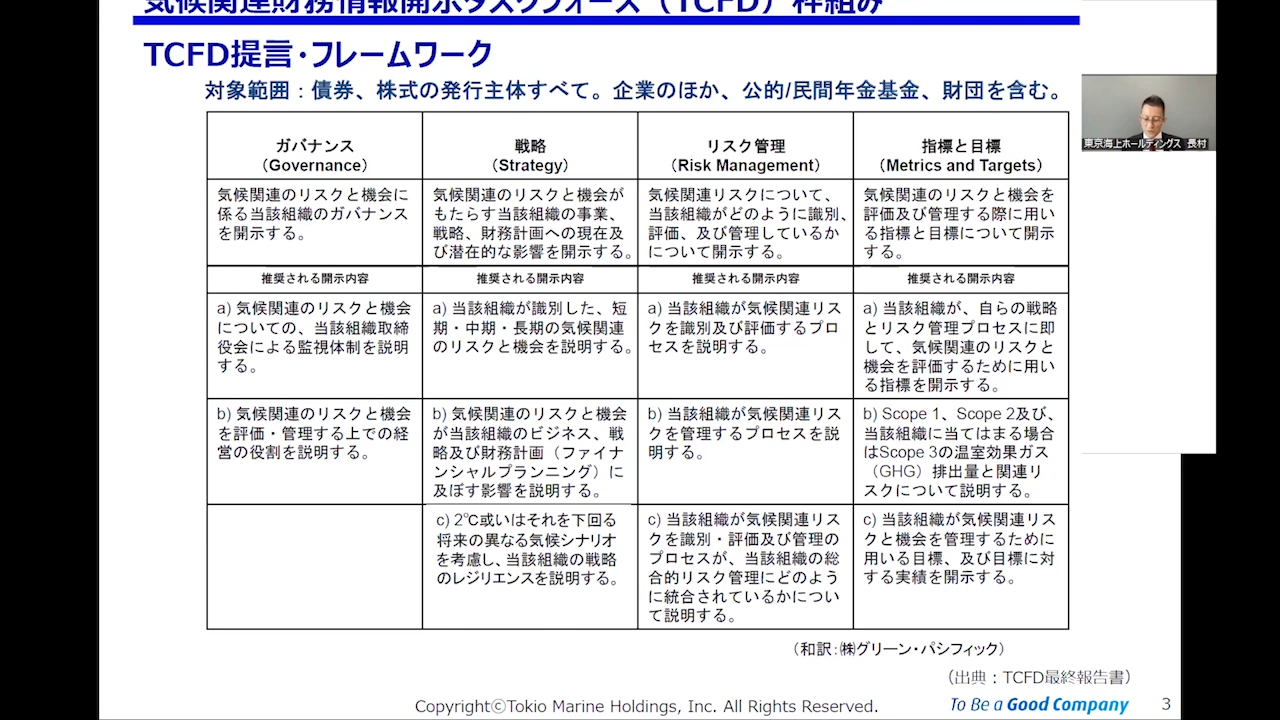 気候関連財務情報開示タスクフォース（TCFD）枠組み
TCFD提言・フレームワーク
対象範囲：債券、株式の発行主体すべて。企業のほか、公的/民間年金基金、財団を含む。
東京海上ホールディングス 長村
ガバナンス
（Governance）
戦略
（Strategy）
リスク管理
（Risk Management）
指標と目標
（Metrics and Targets）
気候関連のリスクと機会に
係る当該組織のガバナンス
を開示する。
気候関連のリスクと機会が
もたらす当該組織の事業、
戦略、財務計画への現在及
び潜在的な影響を開示する。
気候関連リスクについて、
当該組織がどのように識別、
評価、及び管理しているか
について開示する。
気候関連のリスクと機会を
評価及び管理する際に用い
る指標と目標について開示
する。
推奨される開示内容
推奨される開示内容
推奨される開示内容
推奨される開示内容
a) 気候関連のリスクと機会
についての、当該組織取締
役会による監視体制を説明
する。
a) 当該組織が識別した、短
期・中期・長期の気候関連
のリスクと機会を説明する。
a) 当該組織が気候関連リス
クを識別及び評価するプロ
セスを説明する。
a) 当該組織が、自らの戦略
とリスク管理プロセスに即
して、気候関連のリスクと
機会を評価するために用い
る指標を開示する。
b) 気候関連のリスクと機会
を評価・管理する上での経
営の役割を説明する。
b) 気候関連のリスクと機会
が当該組織のビジネス、戦
略及び財務計画（ファイナ
ンシャルプランニング）に
及ぼす影響を説明する。
b) 当該組織が気候関連リス
クを管理するプロセスを説
明する。
b) Scope 1、Scope 2及び、
当該組織に当てはまる場合
はScope 3の温室効果ガス
（GHG）排出量と関連リ
スクについて説明する。
c) 2℃或いはそれを下回る
将来の異なる気候シナリオ
を考慮し、当該組織の戦略
のレジリエンスを説明する。
c) 当該組織が気候関連リス
クを識別・評価及び管理の
プロセスが、当該組織の総
合的リスク管理にどのよう
に統合されているかについ
て説明する。
c) 当該組織が気候関連リス
クと機会を管理するために
用いる目標、及び目標に対
する実績を開示する。
（和訳：㈱グリーン・パシフィック）
（出典：TCFD最終報告書）
CopyrightⓒTokio Marine Holdings, Inc. All Rights Reserved.
To Be a Good Company
3